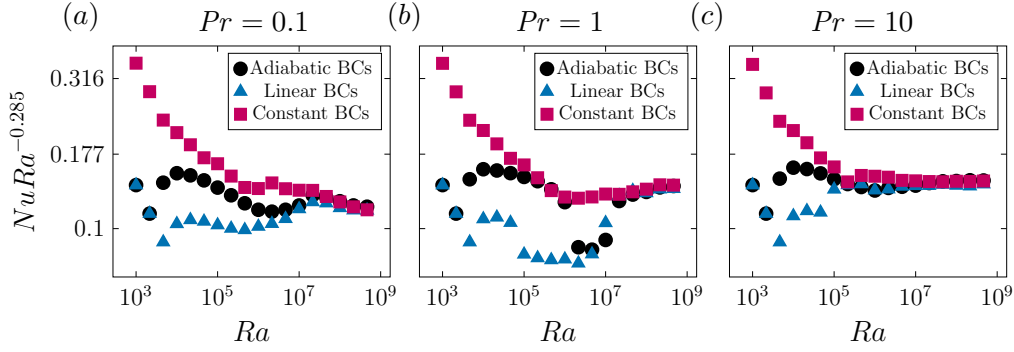 (a) Pr = 0.1
(b) Pr = 1
(c) Pr = 10
NuRa^{-0.285}
0.316
0.177
0.1
Adiabatic BCs
Linear BCs
Constant BCs
10^3 10^5 10^7 10^9
Ra
Adiabatic BCs
Linear BCs
Constant BCs
10^3 10^5 10^7 10^9
Ra
Adiabatic BCs
Linear BCs
Constant BCs
10^3 10^5 10^7 10^9
Ra